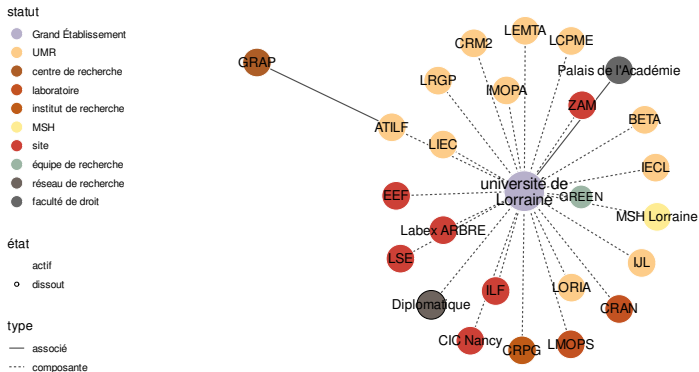 statut
Grand Établissement
UMR
centre de recherche
laboratoire
institut de recherche
MSH
site
équipe de recherche
réseau de recherche
faculté de droit
état
actif
dissout
type
associé
composante
GRAP
CRM2
LEMTA
LCPME
Palais de l'Académie
LRGP
IMOPA
ZAM
ATILF
LIEC
BETA
IECL
université de
Lorraine
GREEN
EEF
MSH Lorraine
Labex ARBRE
LSE
IJL
Diplomatique
ILF
LORIA
CRAN
CIC Nancy
CRPG
LMOPS